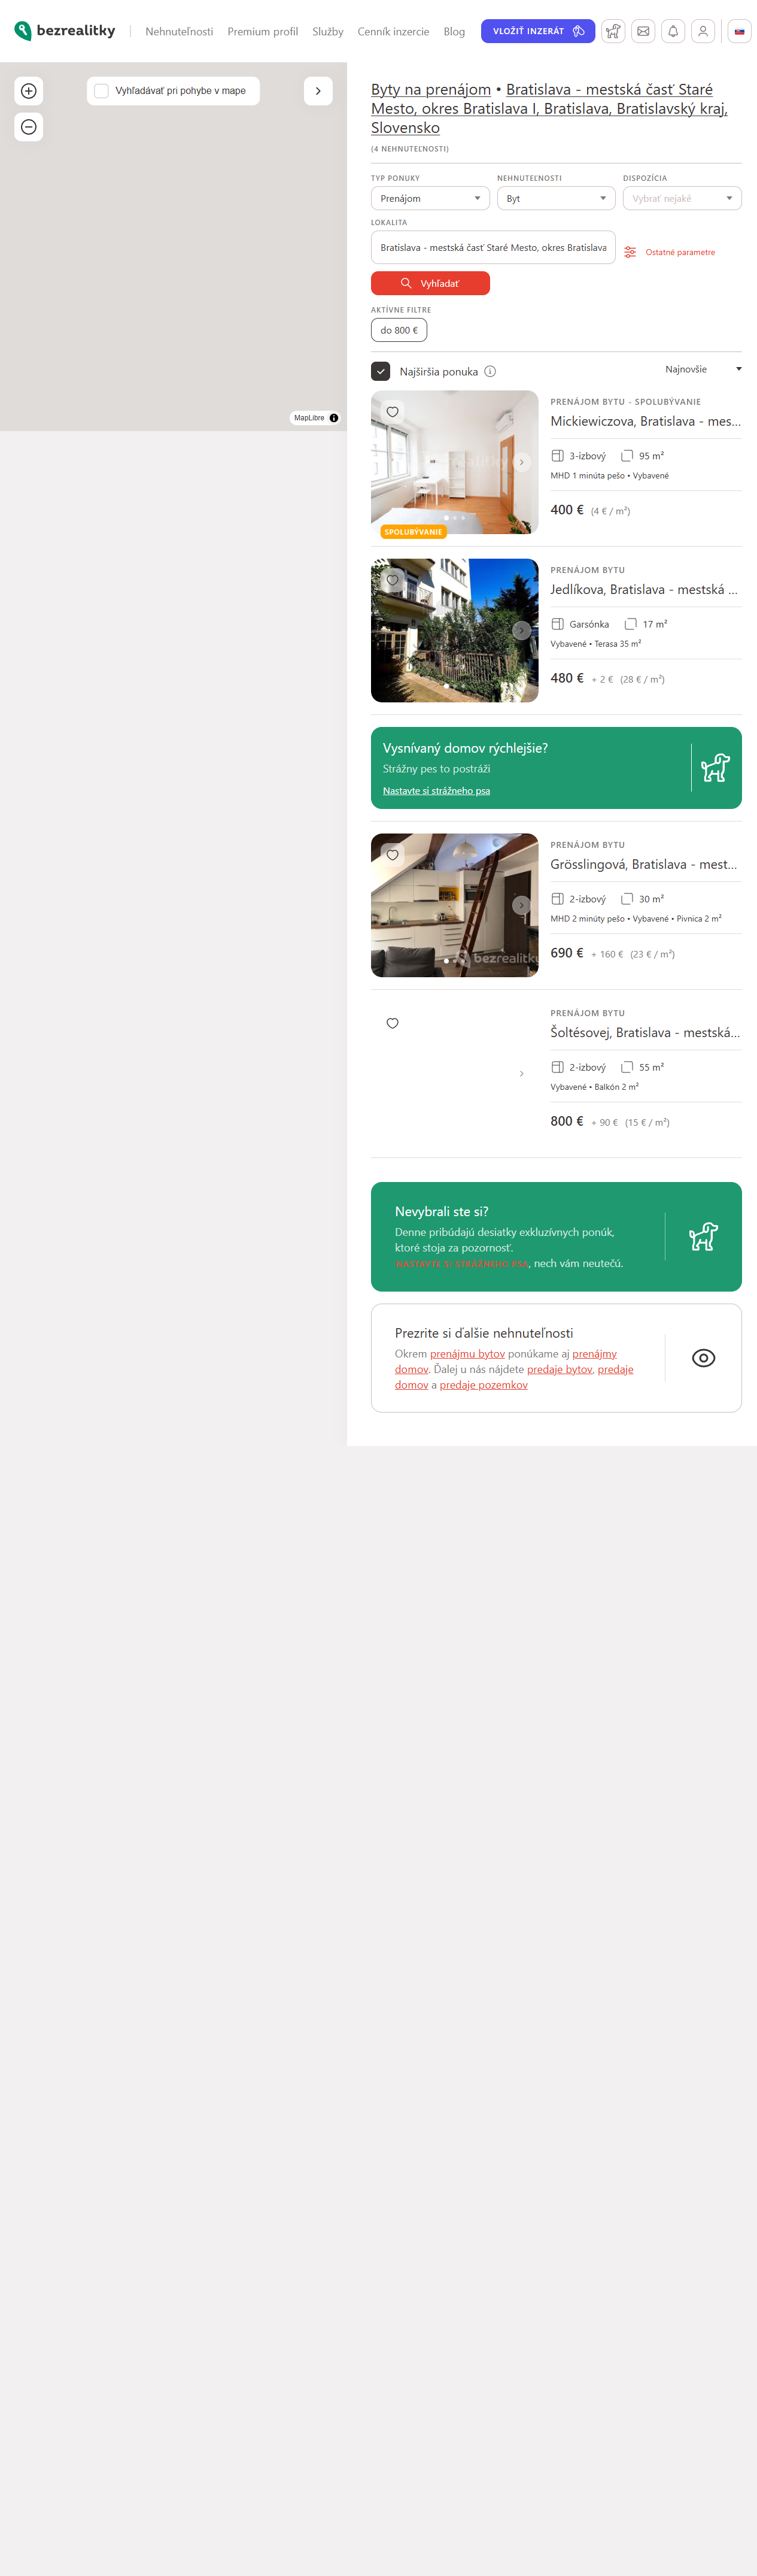 bezrealitky
Nehnuteľnosti
Premium profil
Služby
Cenník inzercie
Blog
VLOŽIŤ INZERÁT
Vyhľadávať pri pohybe v mape
MapLibre
Byty na prenájom • Bratislava - mestská časť Staré
Mesto, okres Bratislava I, Bratislava, Bratislavský kraj,
Slovensko
(4 NEHNUTEĽNOSTI)
TYP PONUKY
NEHNUTEĽNOSTI
DISPOZÍCIA
Prenájom
Byt
Vybrať nejaké
LOKALITA
Bratislava - mestská časť Staré Mesto, okres Bratislava
Ostatné parametre
Vyhľadať
AKTÍVNE FILTRE
do 800 €
Najširšia ponuka
Najnovšie
PRENÁJOM BYTU - SPOLUBÝVANIE
Mickiewiczova, Bratislava - mes...
3-izbový
95 m²
MHD 1 minúta pešo • Vybavené
400 € (4 € / m²)
SPOLUBÝVANIE
PRENÁJOM BYTU
Jedlíkova, Bratislava - mestská ...
Garsónka
17 m²
Vybavené • Terasa 35 m²
480 € + 2 € (28 € / m²)
Vysnívaný domov rýchlejšie?
Strážny pes to postráži
Nastavte si strážneho psa
PRENÁJOM BYTU
Grösslingová, Bratislava - mest...
2-izbový
30 m²
MHD 2 minúty pešo • Vybavené • Pivnica 2 m²
690 € + 160 € (23 € / m²)
bezrealitky
PRENÁJOM BYTU
Šoltésovej, Bratislava - mestská...
2-izbový
55 m²
Vybavené • Balkón 2 m²
800 € + 90 € (15 € / m²)
Nevybrali ste si?
Denne pribúdajú desiatky exkluzívnych ponúk,
ktoré stoja za pozornosť.
NASTAVTE SI STRÁŽNEHO PSA, nech vám neutečú.
Prezrite si ďalšie nehnuteľnosti
Okrem prenájmu bytov ponúkame aj prenájmy
domov. Ďalej u nás nájdete predaje bytov, predaje
domov a predaje pozemkov